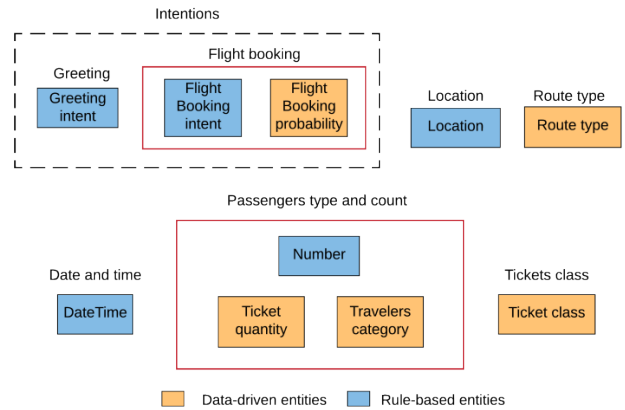 Intentions
Flight booking
Greeting
Greeting
intent
Flight
Booking
intent
Flight
Booking
probability
Location
Location
Route type
Route type
Passengers type and count
Number
Ticket
quantity
Travelers
category
Date and time
DateTime
Tickets class
Ticket class
Data-driven entities
Rule-based entities